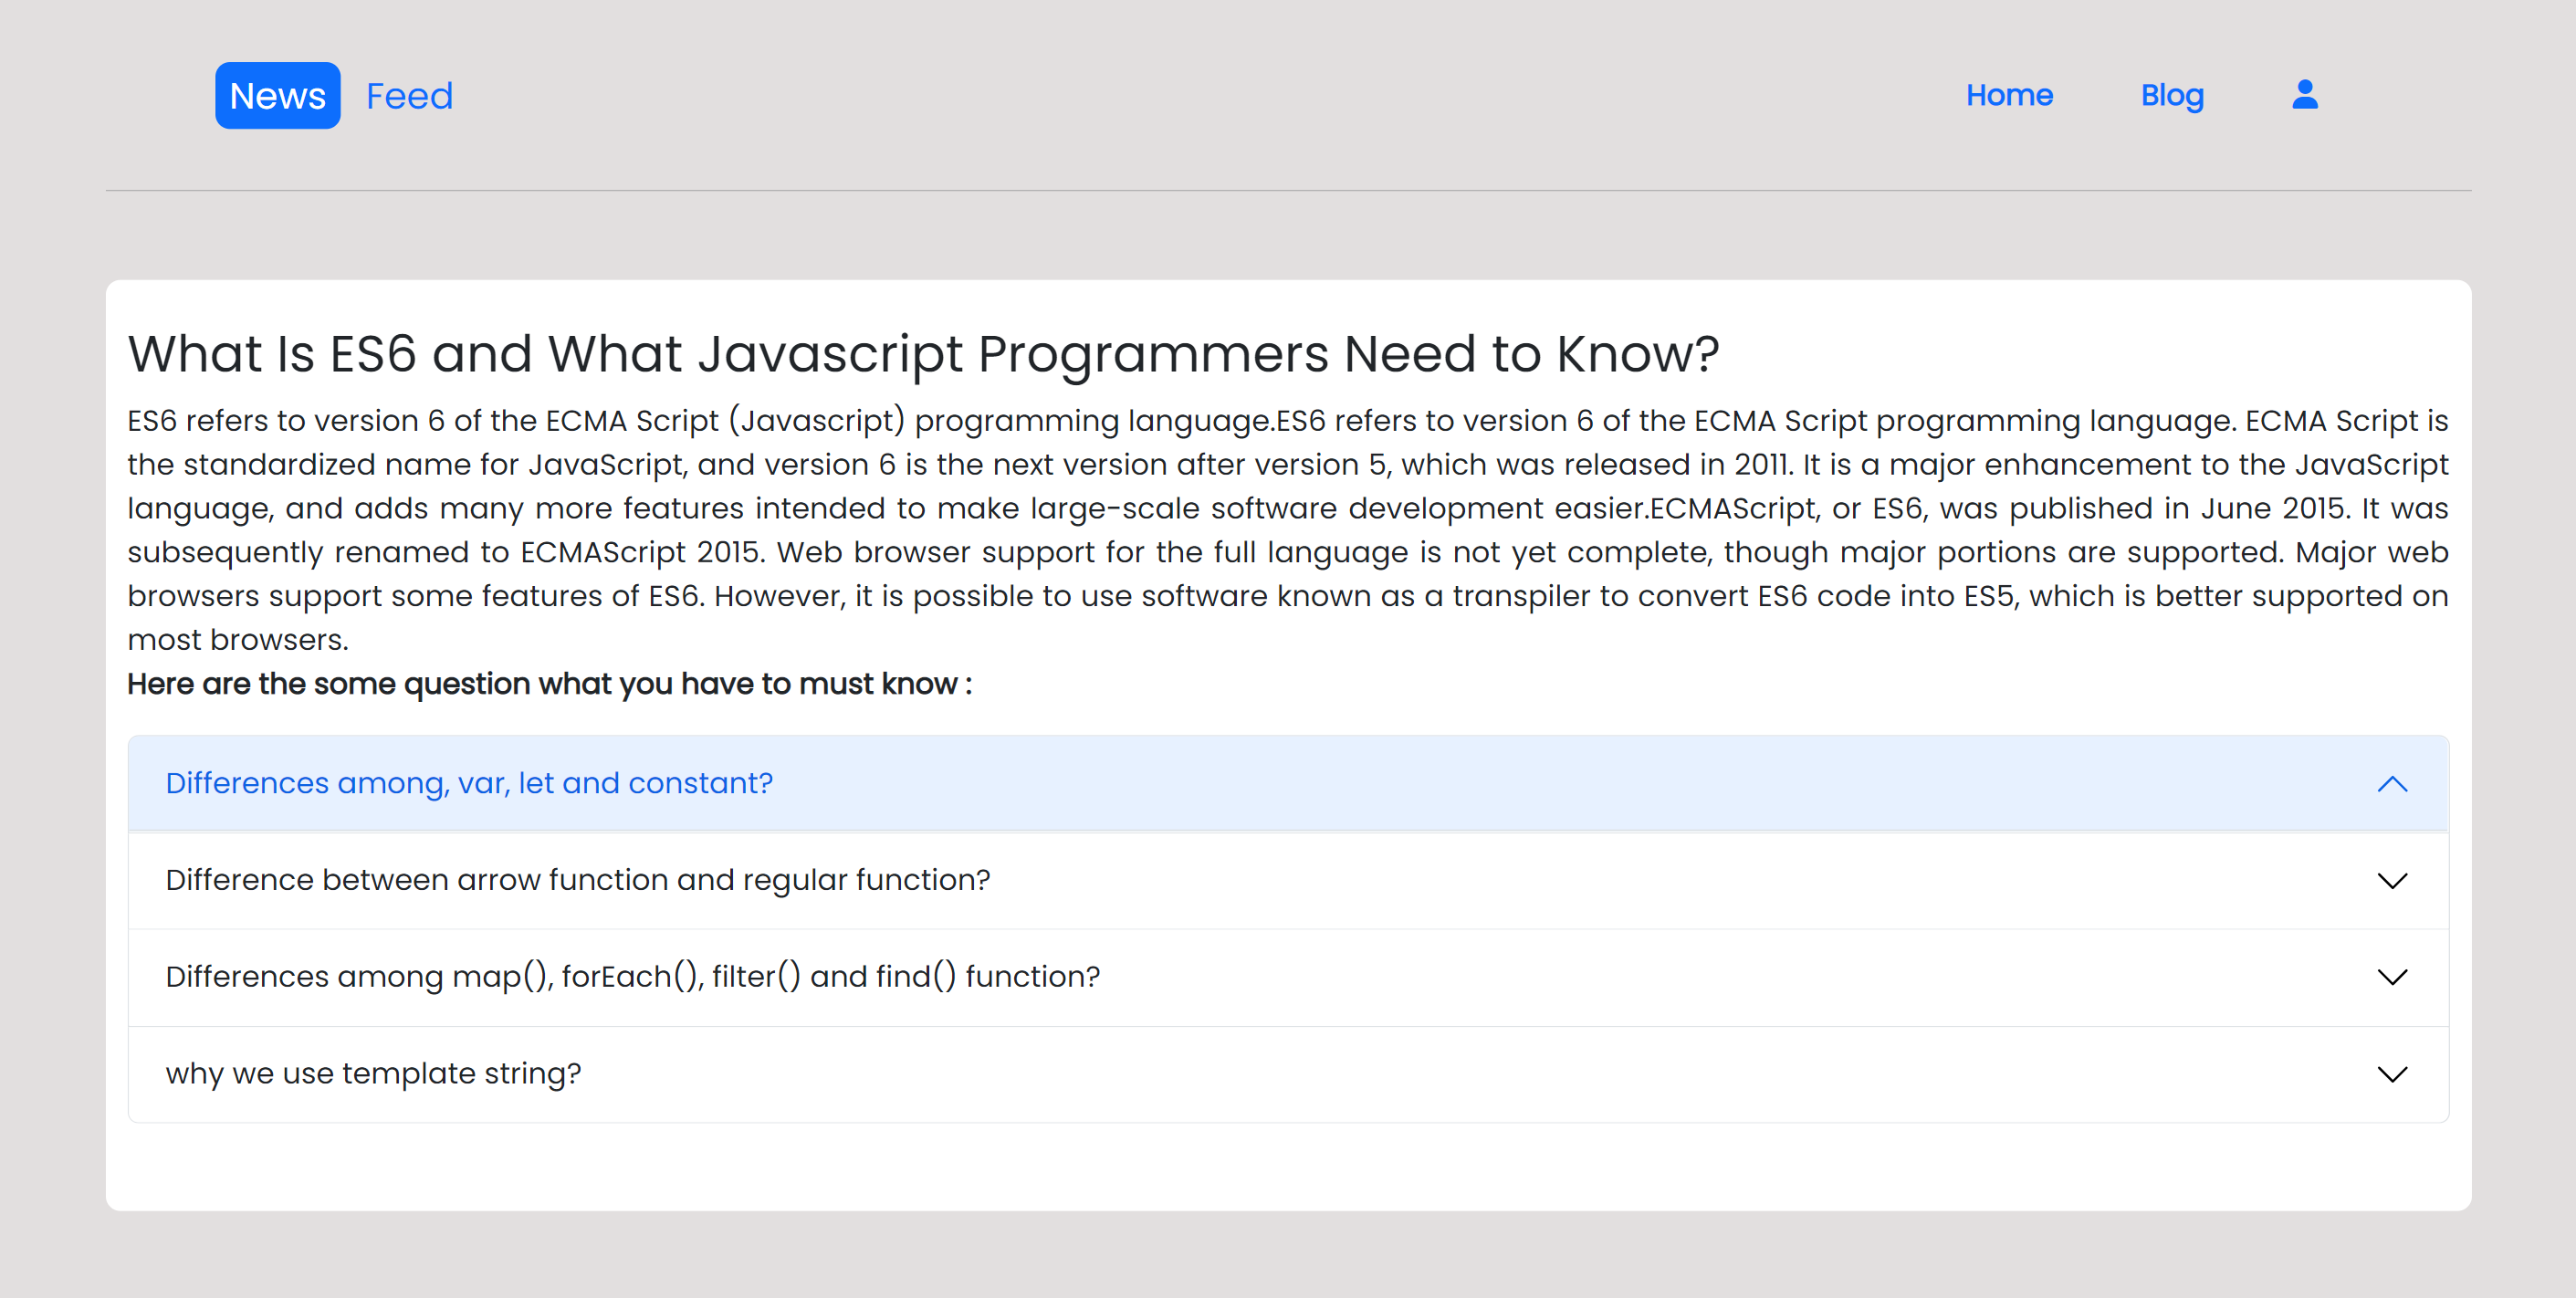 News Feed Home Blog
What Is ES6 and What Javascript Programmers Need to Know?
ES6 refers to version 6 of the ECMA Script (Javascript) programming language.ES6 refers to version 6 of the ECMA Script programming language. ECMA Script is
the standardized name for JavaScript, and version 6 is the next version after version 5, which was released in 2011. It is a major enhancement to the JavaScript
language, and adds many more features intended to make large-scale software development easier.ECMAScript, or ES6, was published in June 2015. It was
subsequently renamed to ECMAScript 2015. Web browser support for the full language is not yet complete, though major portions are supported. Major web
browsers support some features of ES6. However, it is possible to use software known as a transpiler to convert ES6 code into ES5, which is better supported on
most browsers.
Here are the some question what you have to must know :
Differences among, var, let and constant?
Difference between arrow function and regular function?
Differences among map(), forEach(), filter() and find() function?
why we use template string?